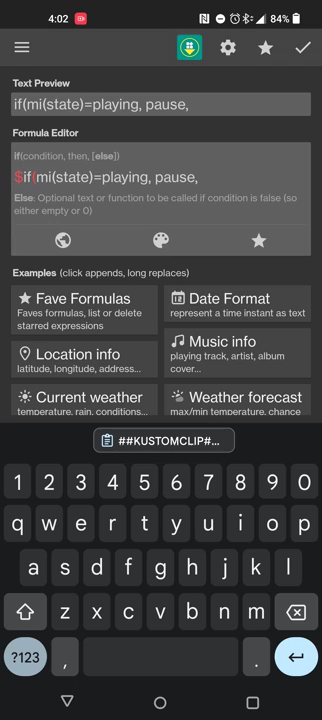 4:02
84%
Text Preview
if(mi(state)=playing, pause,
Formula Editor
if(condition, then, [else])
$if(mi(state)=playing, pause,
Else: Optional text or function to be called if condition is false (so
either empty or 0)
Examples (click appends, long replaces)
Fave Formulas
Faves formulas, list or delete
starred expressions
Date Format
represent a time instant as text
Music info
playing track, artist, album
cover...
Location info
latitude, longitude, address...
Current weather
temperature, rain, conditions...
Weather forecast
max/min temperature, chance
##KUSTOMCLIP#...
1 2 3 4 5 6 7 8 9 0
q w e r t y u i o p
a s d f g h j k l
z x c v b n m
?123 , .